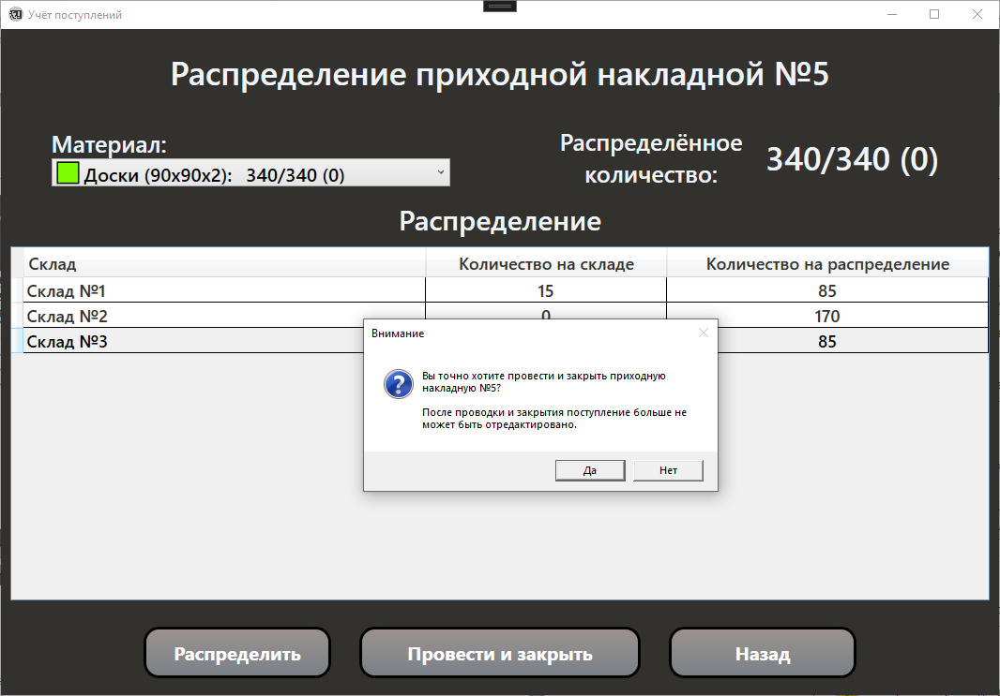 Учёт поступлений
Распределение приходной накладной №5
Материал:
Доски (90x90x2): 340/340 (0)
Распределённое
количество:
340/340 (0)
Распределение
Склад Количество на складе Количество на распределение
Склад №1 15 85
Склад №2 0 170
Склад №3 85
Внимание
Вы точно хотите провести и закрыть приходную
накладную №5?
После проводки и закрытия поступление больше не
может быть отредактировано.
Да Нет
Распределить Провести и закрыть Назад